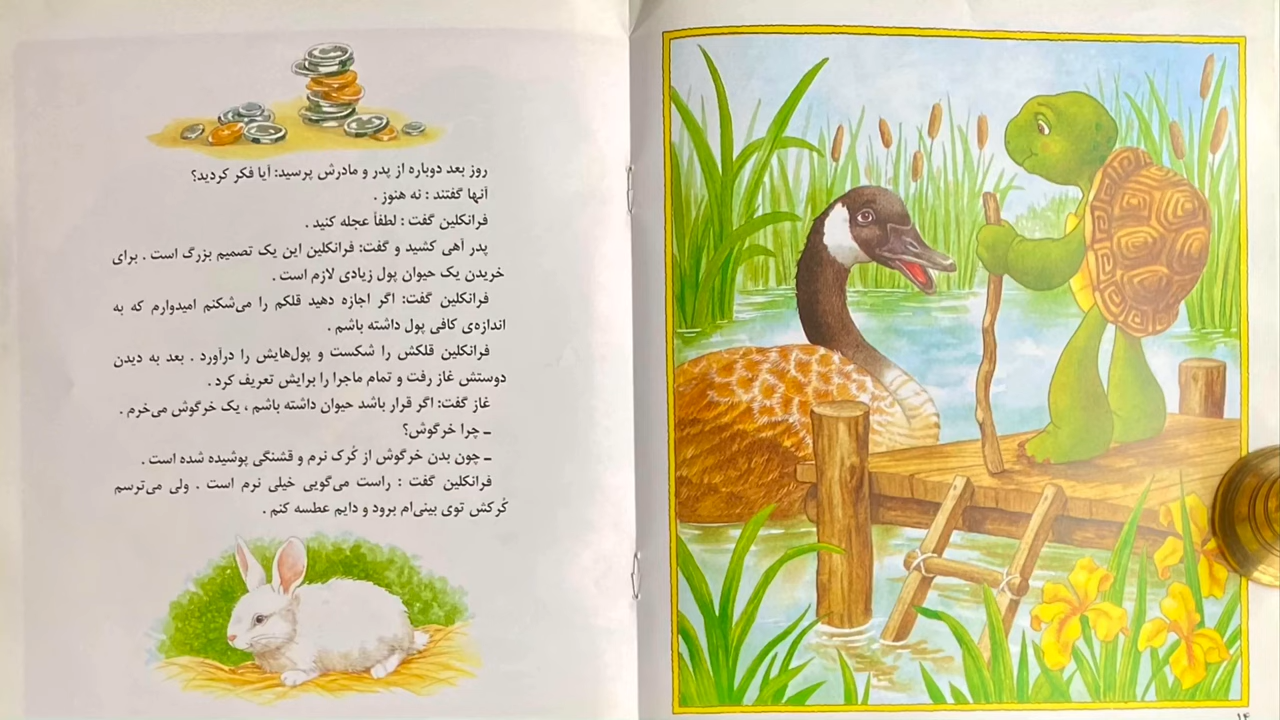 روز بعد دوباره از پدر و مادرش پرسید: آیا فکر کردید؟
آنها گفتند : نه هنوز .
فرانکلین گفت : لطفاً عجله کنید .
پدر آهی کشید و گفت: فرانکلین این یک تصمیم بزرگ است . برای
خریدن یک حیوان پول زیادی لازم است .
فرانکلین گفت: اگر اجازه دهید قلکم را می‌شکنم امیدوارم که به
اندازه‌ی کافی پول داشته باشم .
فرانکلین قلکش را شکست و پول‌هایش را درآورد . بعد به دیدن
دوستش غاز رفت و تمام ماجرا را برایش تعریف کرد .
غاز گفت: اگر قرار باشد حیوان داشته باشم ، یک خرگوش می‌خرم .
ـ چرا خرگوش؟
ـ چون بدن خرگوش از کُرک نرم و قشنگی پوشیده شده است .
فرانکلین گفت : راست می‌گویی خیلی نرم است . ولی می‌ترسم
کُرکش توی بینی‌ام برود و دایم عطسه کنم .
۱۴